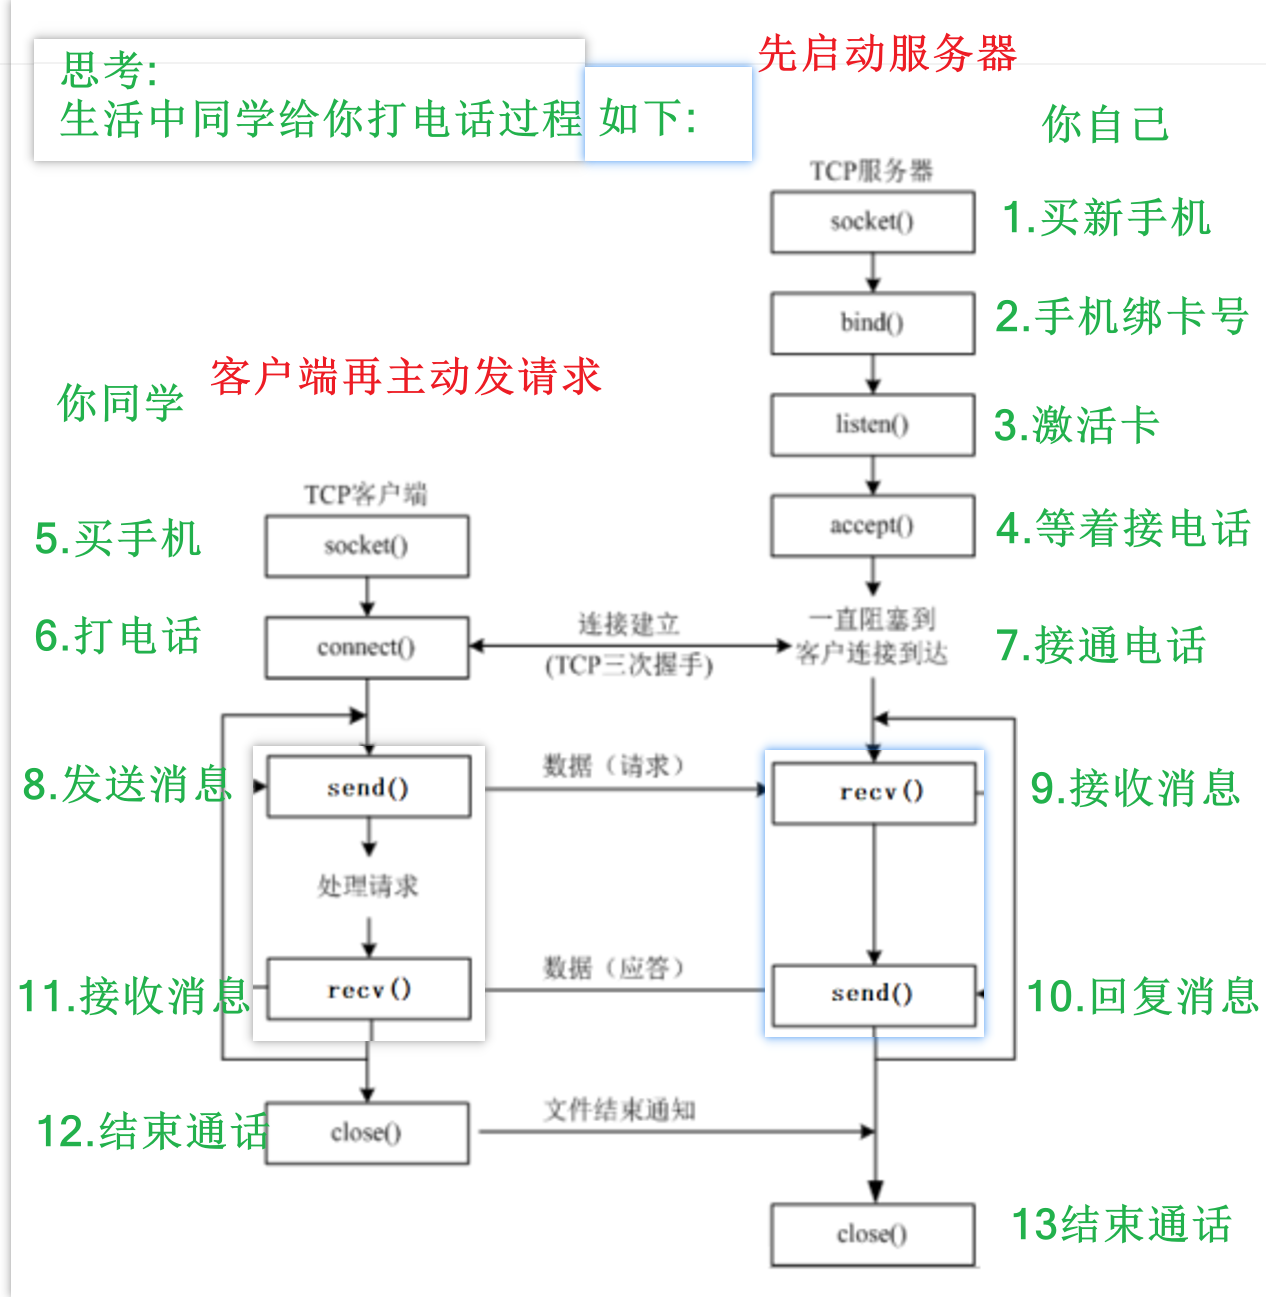 思考:
生活中同学给你打电话过程 如下:
先启动服务器
你自己
TCP服务器
socket()
1.买新手机
bind()
2.手机绑卡号
客户端再主动发请求
你同学
listen()
3.激活卡
TCP客户端
accept()
4.等着接电话
5.买手机
socket()
6.打电话
connect()
连接建立
(TCP三次握手)
一直阻塞到
客户连接到达
7.接通电话
8.发送消息
send()
数据（请求）
recv()
9.接收消息
处理请求
11.接收消息
recv()
数据（应答）
send()
10.回复消息
12.结束通话
close()
文件结束通知
close()
13结束通话